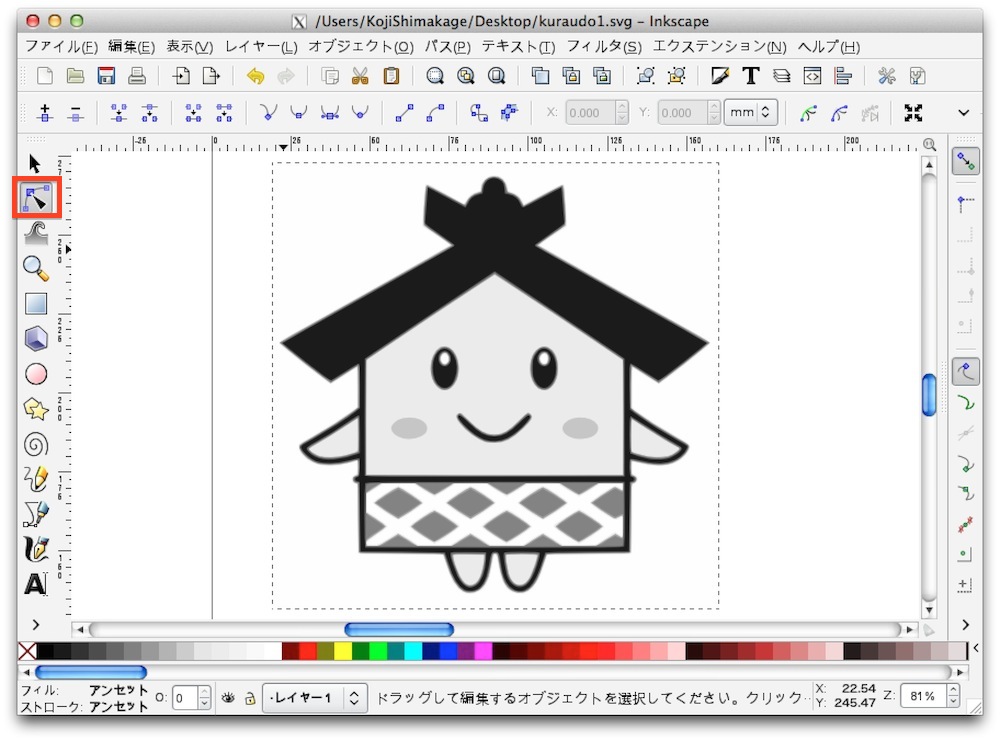 /Users/KojiShimakage/Desktop/kuraudo1.svg - Inkscape
ファイル(F) 編集(E) 表示(V) レイヤー(L) オブジェクト(O) パス(P) テキスト(T) フィルタ(S) エクステンション(N) ヘルプ(H)
X: 0.000 Y: 0.000 mm
-25 0 25 50 75 100 125 150 175 200
250
225
200
175
150
フィル: アンセット O: 0 ·レイヤー1 ドラッグして編集するオブジェクトを選択してください。クリック·· X: 22.54 Z: 81%
ストローク: アンセット Y: 245.47